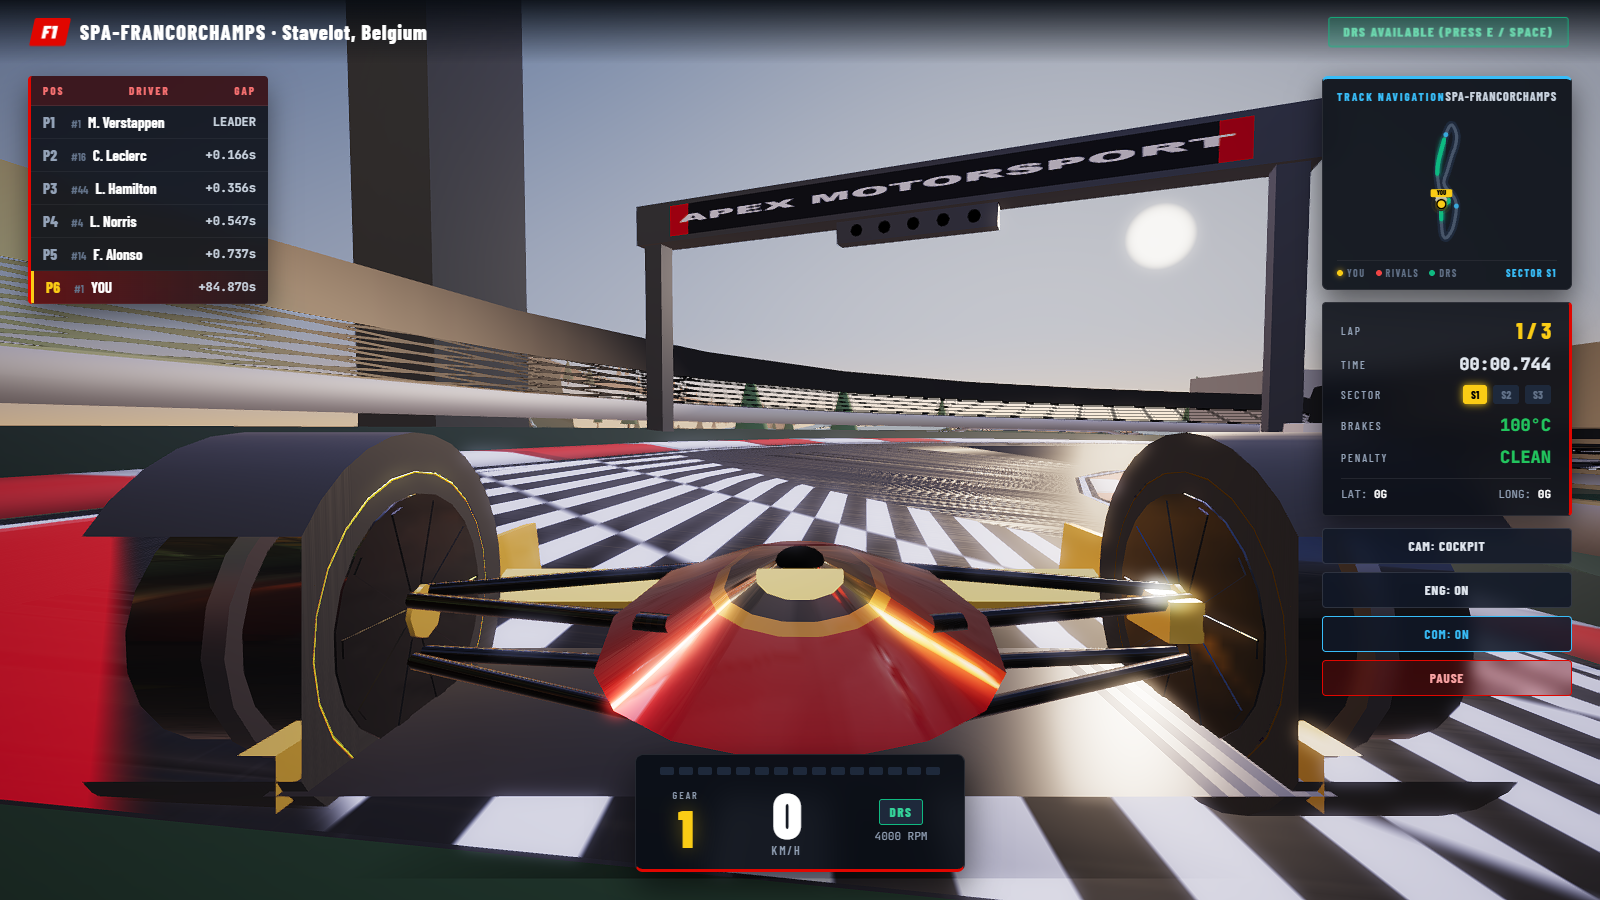 F1 SPA-FRANCORCHAMPS · Stavelot, Belgium
DRS AVAILABLE (PRESS E / SPACE)
POS DRIVER GAP
P1 #1 M. Verstappen LEADER
P2 #16 C. Leclerc +0.166s
P3 #44 L. Hamilton +0.356s
P4 #4 L. Norris +0.547s
P5 #14 F. Alonso +0.737s
P6 #1 YOU +84.870s
APEX MOTORSPORT
TRACK NAVIGATION SPA-FRANCORCHAMPS
YOU
YOU RIVALS DRS SECTOR S1
LAP 1/3
TIME 00:00.744
SECTOR S1 S2 S3
BRAKES 100°C
PENALTY CLEAN
LAT: 0G LONG: 0G
CAM: COCKPIT
ENG: ON
COM: ON
PAUSE
GEAR
1
0
KM/H
DRS
4000 RPM